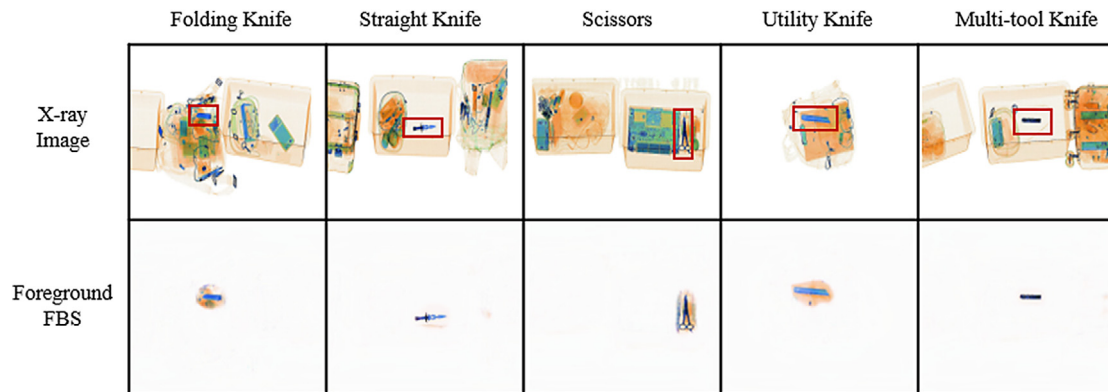 Folding Knife
Straight Knife
Scissors
Utility Knife
Multi-tool Knife
X-ray
Image
Foreground
FBS